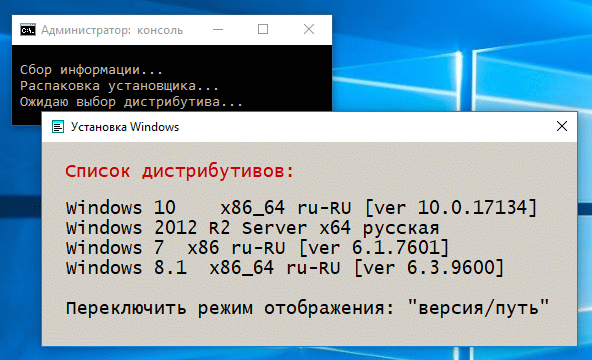 Администратор: консоль
Сбор информации...
Распаковка установщика...
Ожидаю выбор дистрибутива...
Установка Windows
Список дистрибутивов:
Windows 10    x86_64 ru-RU [ver 10.0.17134]
Windows 2012 R2 Server x64 русская
Windows 7  x86 ru-RU [ver 6.1.7601]
Windows 8.1  x86_64 ru-RU [ver 6.3.9600]
Переключить режим отображения: "версия/путь"